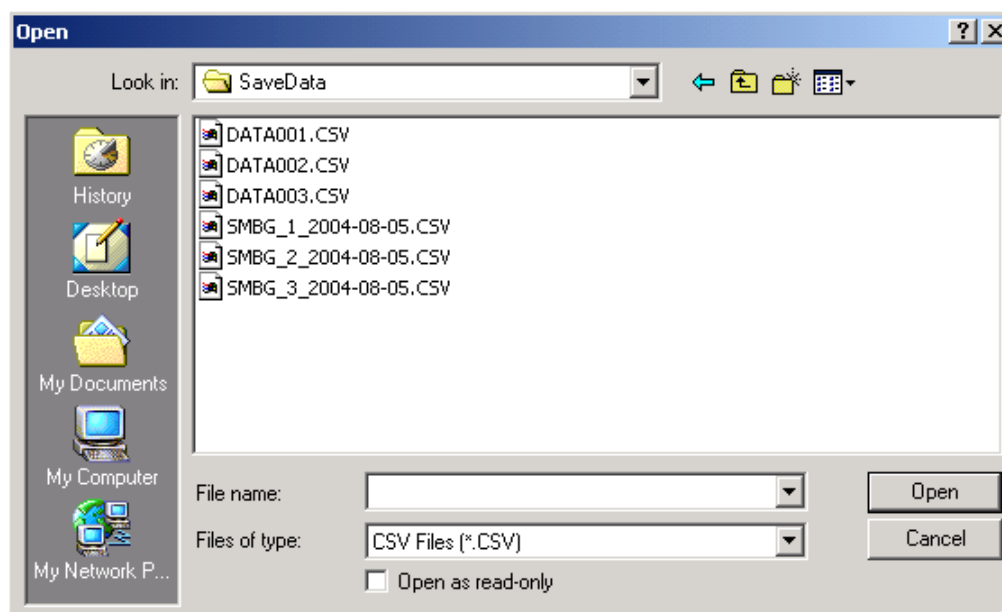 Open
Look in: SaveData
History
Desktop
My Documents
My Computer
My Network P...
DATA001.CSV
DATA002.CSV
DATA003.CSV
SMBG_1_2004-08-05.CSV
SMBG_2_2004-08-05.CSV
SMBG_3_2004-08-05.CSV
File name: Open
Files of type: CSV Files (*.CSV) Cancel
Open as read-only